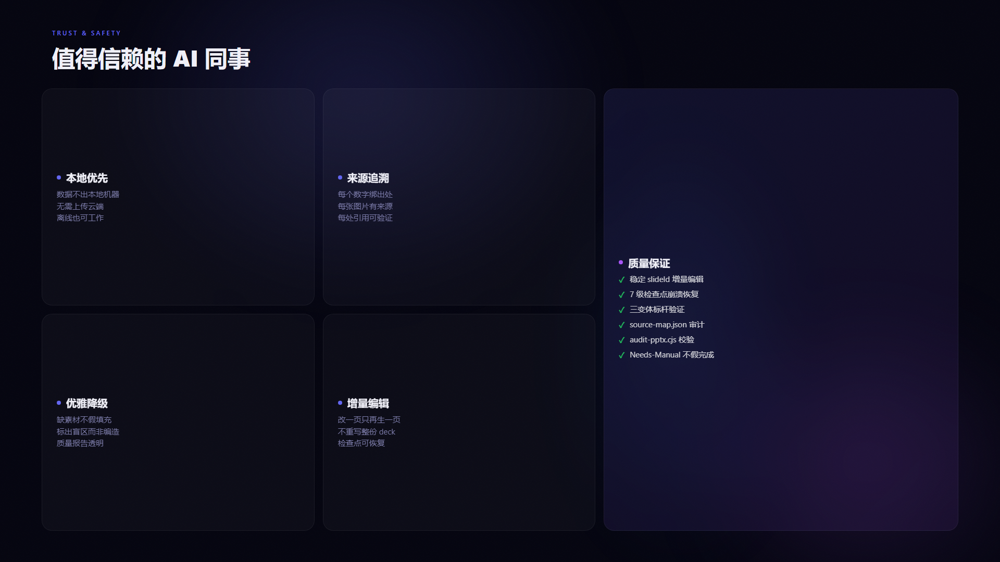 TRUST & SAFETY
值得信赖的 AI 同事
本地优先
数据不出本地机器
无需上传云端
离线也可工作
来源追溯
每个数字绑出处
每张图片有来源
每处引用可验证
优雅降级
缺素材不假填充
标出盲区而非编造
质量报告透明
增量编辑
改一页只再生一页
不重写整份 deck
检查点可恢复
质量保证
✓ 稳定 slideId 增量编辑
✓ 7 级检查点崩溃恢复
✓ 三变体标杆验证
✓ source-map.json 审计
✓ audit-pptx.cjs 校验
✓ Needs-Manual 不假完成